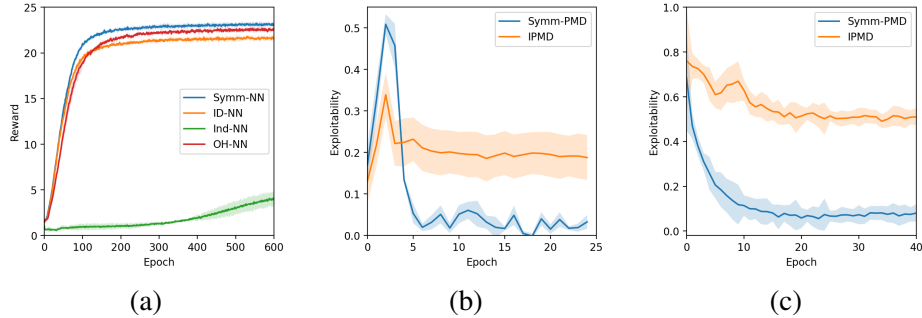 25
20
15
10
5
0
Reward
0 100 200 300 400 500 600
Epoch
Symm-NN
ID-NN
Ind-NN
OH-NN
(a)
0.5
0.4
0.3
0.2
0.1
0.0
Exploitability
0 5 10 15 20 25
Epoch
Symm-PMD
IPMD
(b)
1.0
0.8
0.6
0.4
0.2
0.0
Exploitability
0 10 20 30 40
Epoch
Symm-PMD
IPMD
(c)